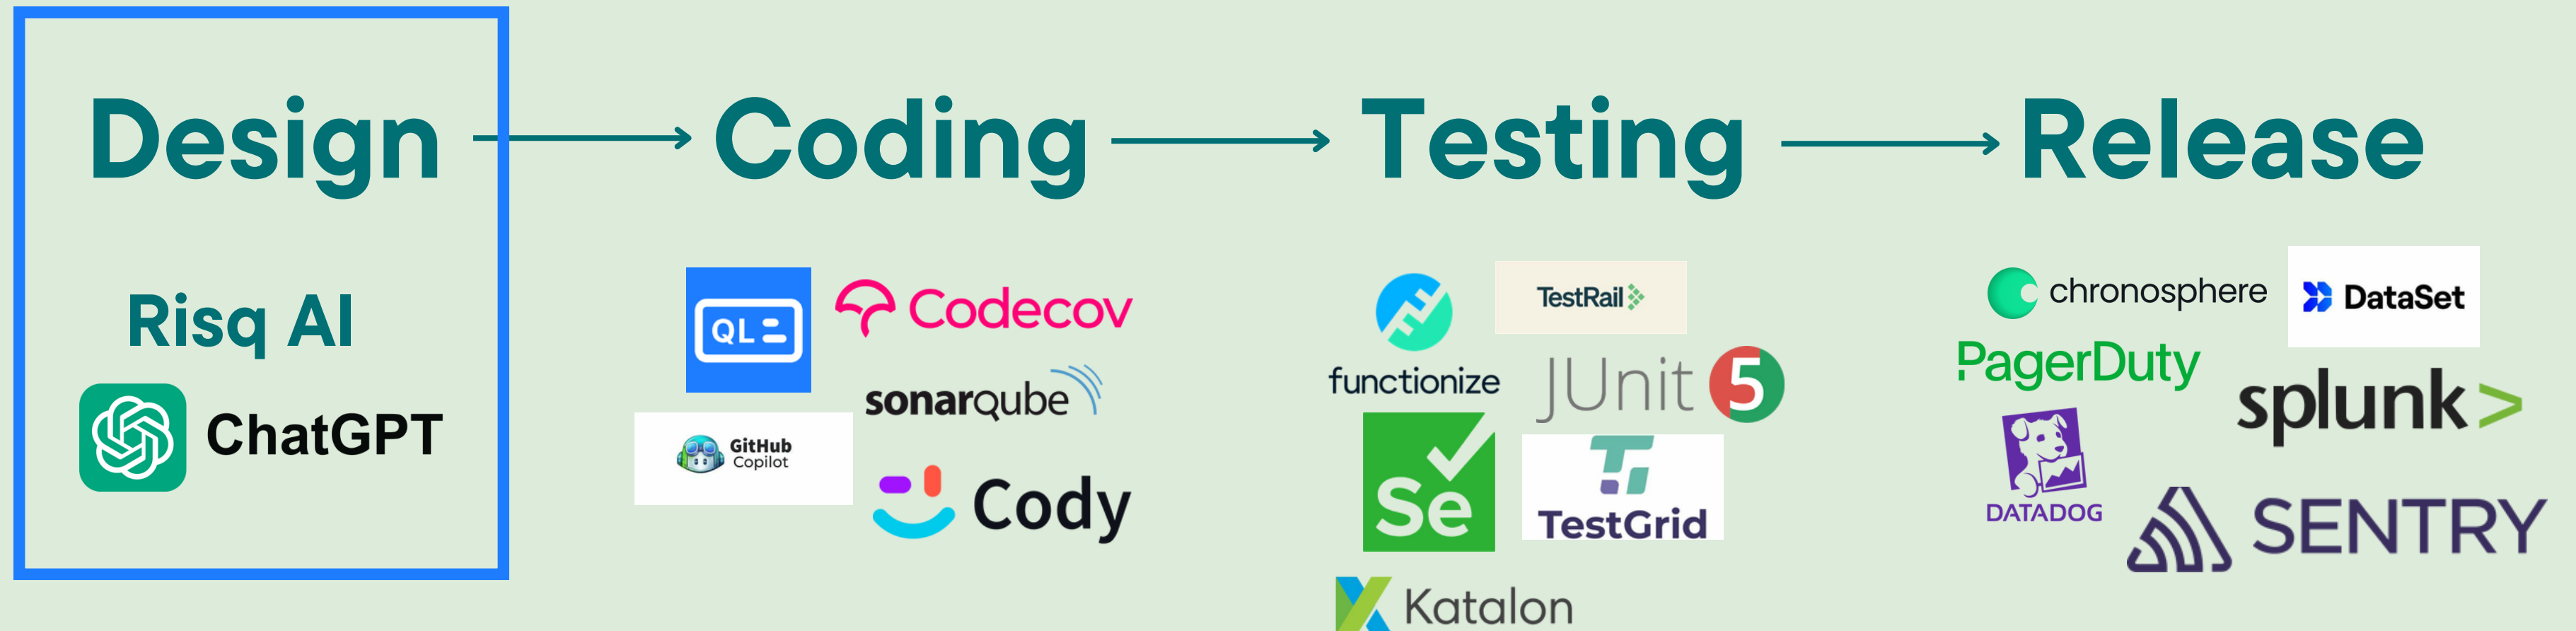 Design
Coding
Testing
Release
Risq AI
ChatGPT
QL
Codecov
sonarqube
GitHub
Copilot
Cody
functionize
TestRail
JUnit 5
Se
TestGrid
Katalon
chronosphere
DataSet
PagerDuty
splunk>
DATADOG
SENTRY